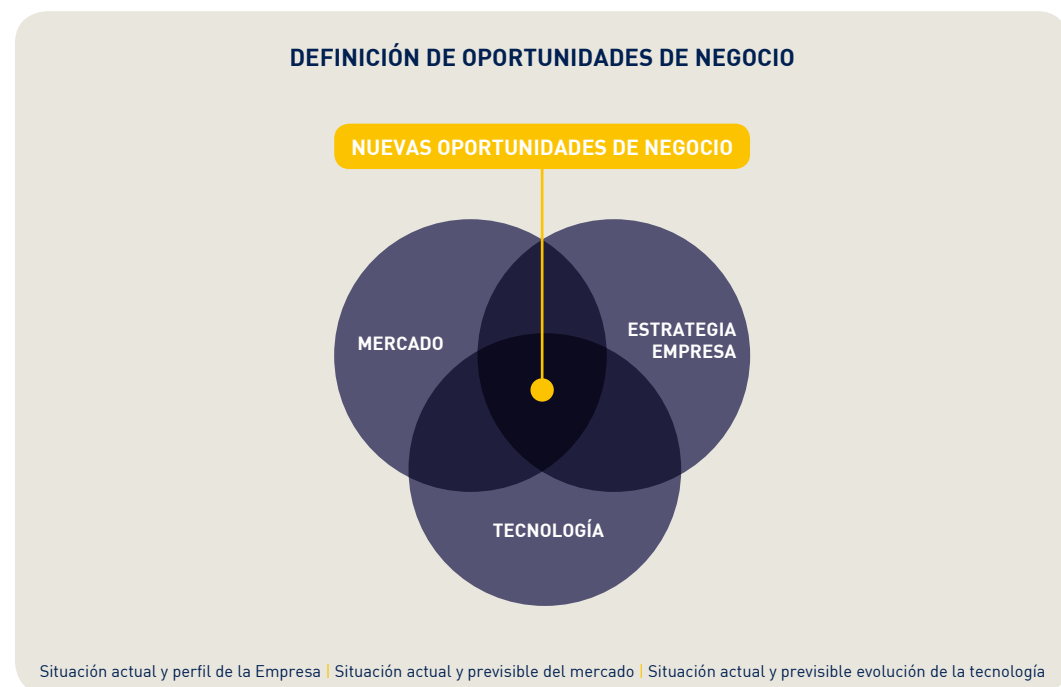 DEFINICIÓN DE OPORTUNIDADES DE NEGOCIO
NUEVAS OPORTUNIDADES DE NEGOCIO
MERCADO
ESTRATEGIA
EMPRESA
TECNOLOGÍA
Situación actual y perfil de la Empresa | Situación actual y previsible del mercado | Situación actual y previsible evolución de la tecnología